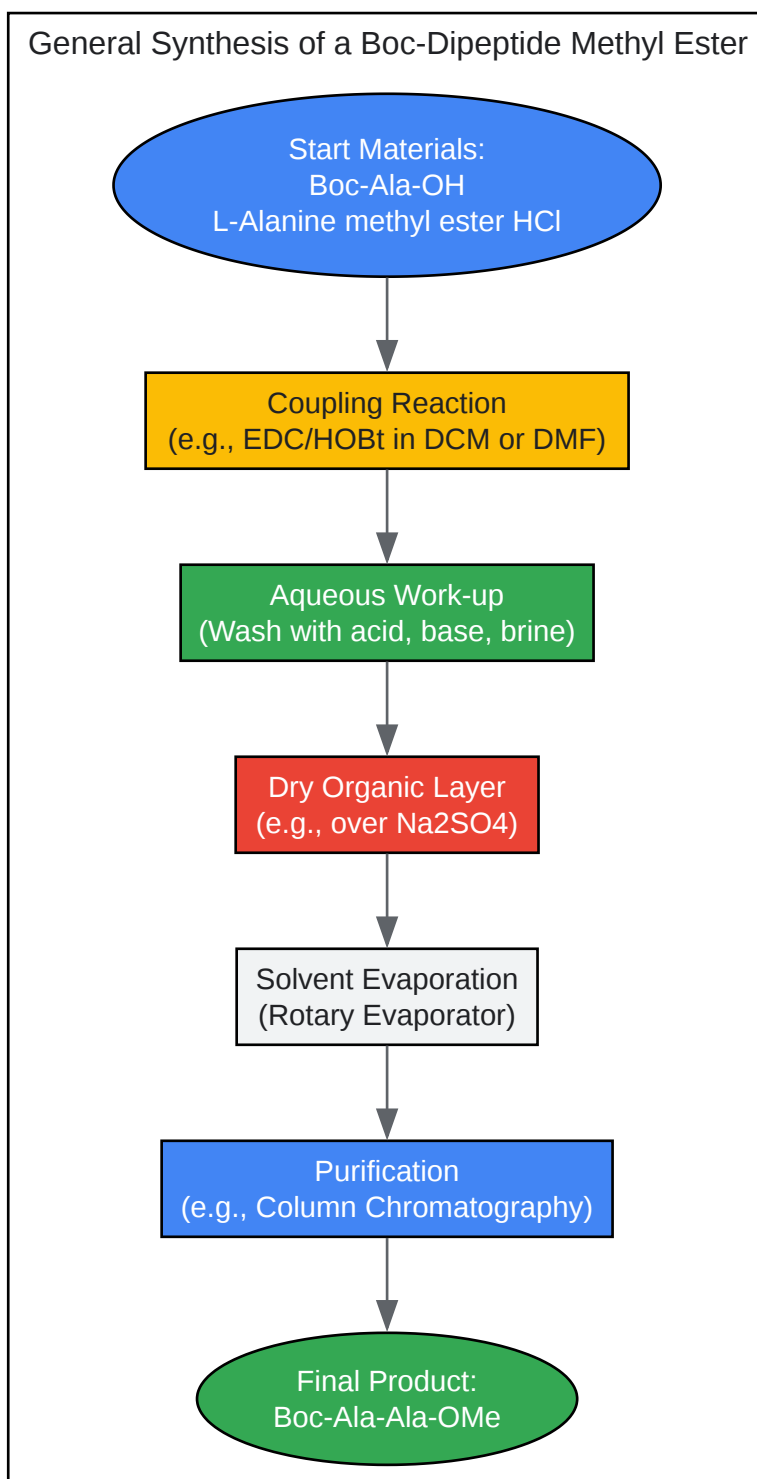 General Synthesis of a Boc-Dipeptide Methyl Ester
Start Materials:
Boc-Ala-OH
L-Alanine methyl ester HCl
Coupling Reaction
(e.g., EDC/HOBt in DCM or DMF)
Aqueous Work-up
(Wash with acid, base, brine)
Dry Organic Layer
(e.g., over Na2SO4)
Solvent Evaporation
(Rotary Evaporator)
Purification
(e.g., Column Chromatography)
Final Product:
Boc-Ala-Ala-OMe